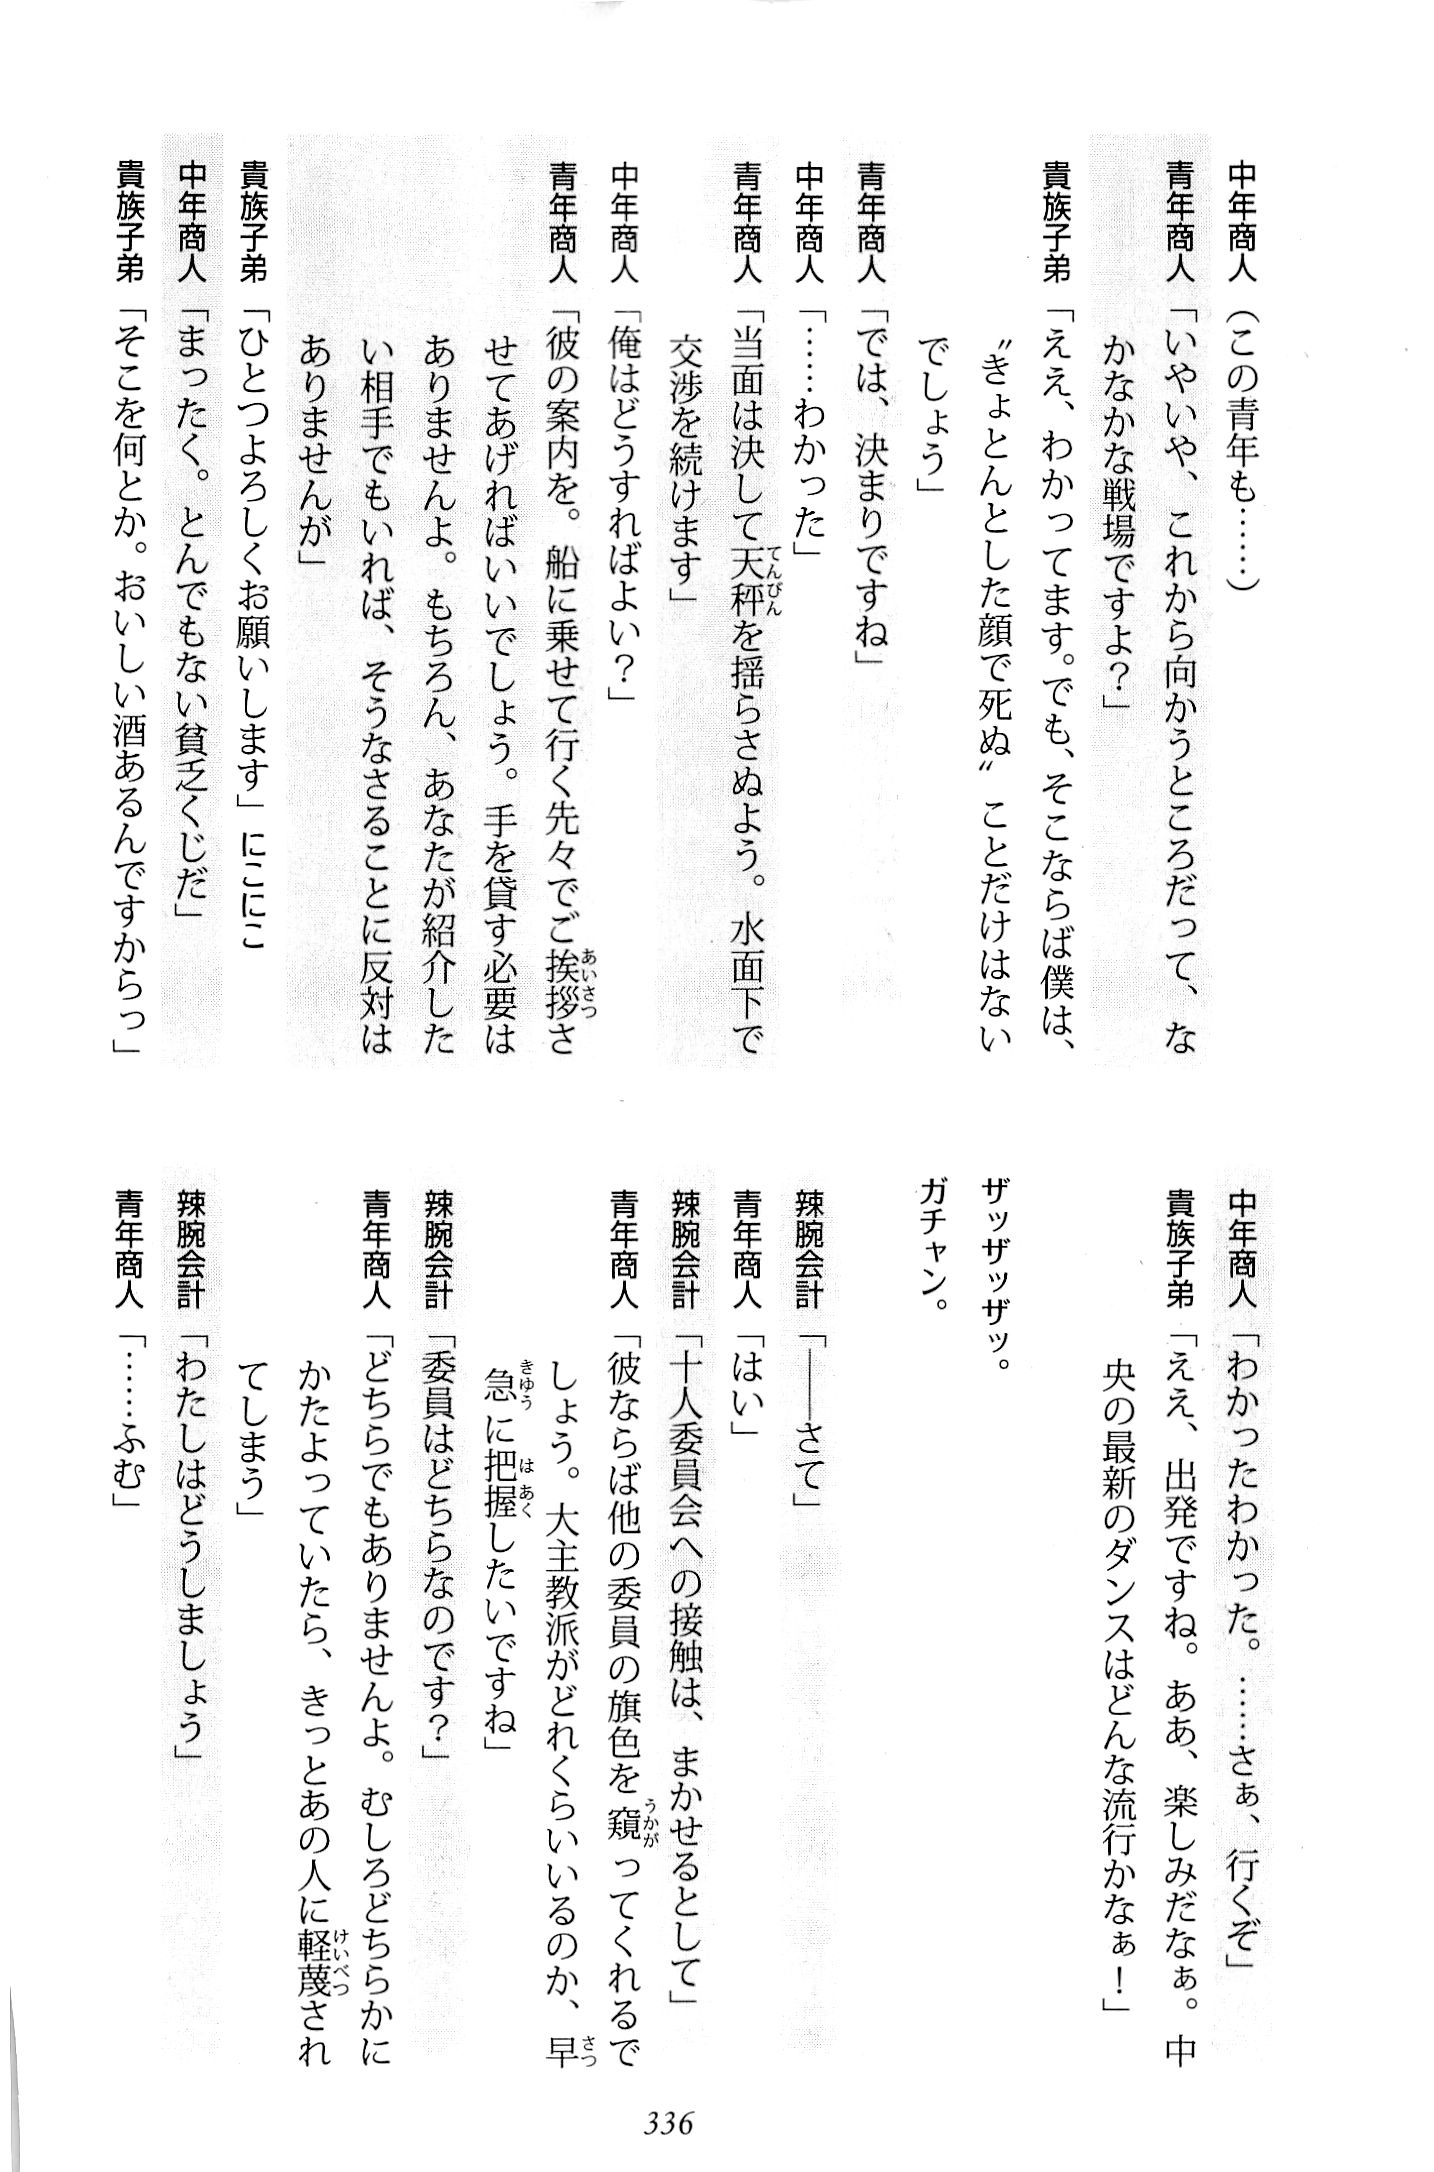 中年商人（この青年も……）
青年商人「いやいや、これから向かうところだって、な
かなかな戦場ですよ？」
貴族子弟「ええ、わかってます。でも、そこならば僕は、
〝きょとんとした顔で死ぬ〟ことだけはない
でしょう」
青年商人「では、決まりですね」
中年商人「……わかった」
青年商人「当面は決して天秤を揺らさぬよう。水面下で
交渉を続けます」
中年商人「俺はどうすればよい？」
青年商人「彼の案内を。船に乗せて行く先々でご挨拶さ
せてあげればいいでしょう。手を貸す必要は
ありませんよ。もちろん、あなたが紹介した
い相手でもいれば、そうなさることに反対は
ありませんが」
貴族子弟「ひとつよろしくお願いします」にこにこ
中年商人「まったく。とんでもない貧乏くじだ」
貴族子弟「そこを何とか。おいしい酒あるんですからっ」
中年商人「わかったわかった。……さぁ、行くぞ」
貴族子弟「ええ、出発ですね。ああ、楽しみだなぁ。中
央の最新のダンスはどんな流行かなぁ！」
ザッザッザッ。
ガチャン。
辣腕会計「――さて」
青年商人「はい」
辣腕会計「十人委員会への接触は、まかせるとして」
青年商人「彼ならば他の委員の旗色を窺ってくれるで
しょう。大主教派がどれくらいいるのか、早
急に把握したいですね」
辣腕会計「委員はどちらなのです？」
青年商人「どちらでもありませんよ。むしろどちらかに
かたよっていたら、きっとあの人に軽蔑され
てしまう」
辣腕会計「わたしはどうしましょう」
青年商人「……ふむ」
336